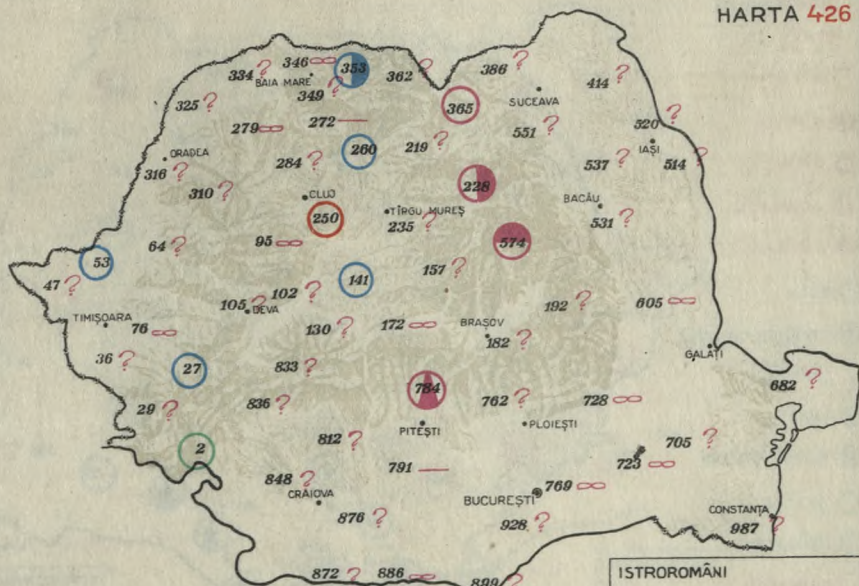 HARTA 426
346 353 362 386
334 BAIA MARE 349 365 SUCEAVA 414
325 279 272 219 551 520
ORADEA 284 260 537 IAȘI 514
316 310 CLUJ 228 BACĂU
250 TÎRGU MUREȘ 235 574 531
64 95
53 47 141 157
105 DEVA 102 192 605
TIMIȘOARA 76 130 172 BRAȘOV 182
36 27 833 GALAȚI
29 836 784 762 728 682
2 812 PITEȘTI PLOIEȘTI 705
848 791 723
CRAIOVA BUCUREȘTI 769
876 928 CONSTANȚA 987
872 886 899
ISTROROMÂNI